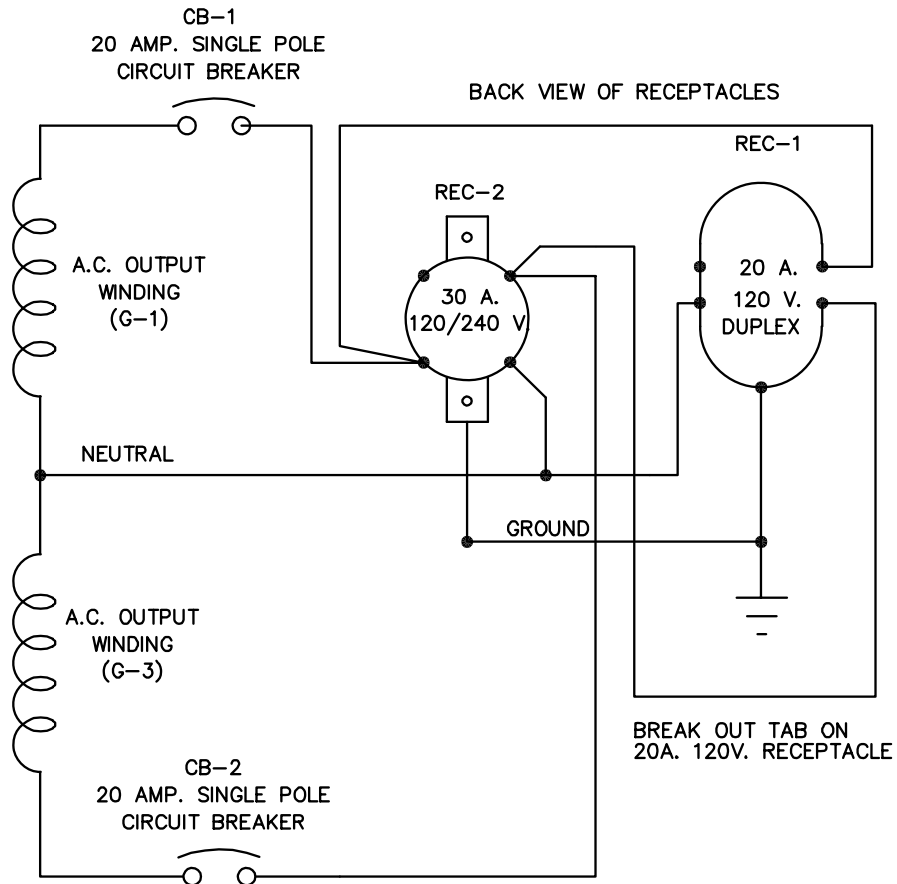 CB-1
20 AMP. SINGLE POLE
CIRCUIT BREAKER
BACK VIEW OF RECEPTACLES
REC-1
REC-2
A.C. OUTPUT
WINDING
(G-1)
30 A.
120/240 V.
20 A.
120 V.
DUPLEX
NEUTRAL
GROUND
A.C. OUTPUT
WINDING
(G-3)
BREAK OUT TAB ON
20A. 120V. RECEPTACLE
CB-2
20 AMP. SINGLE POLE
CIRCUIT BREAKER